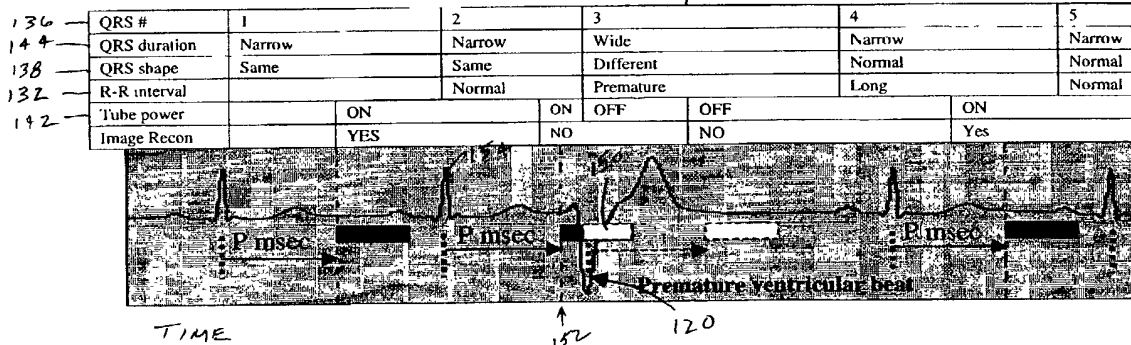 136 QRS # 1 2 3 4 5
144 QRS duration Narrow Narrow Wide Narrow Narrow
138 QRS shape Same Same Different Normal Normal
132 R-R interval Normal Premature Long Normal
142 Tube power ON ON OFF OFF ON
Image Recon YES NO NO Yes
P msec P msec P msec
Premature ventricular beat
TIME 152 120